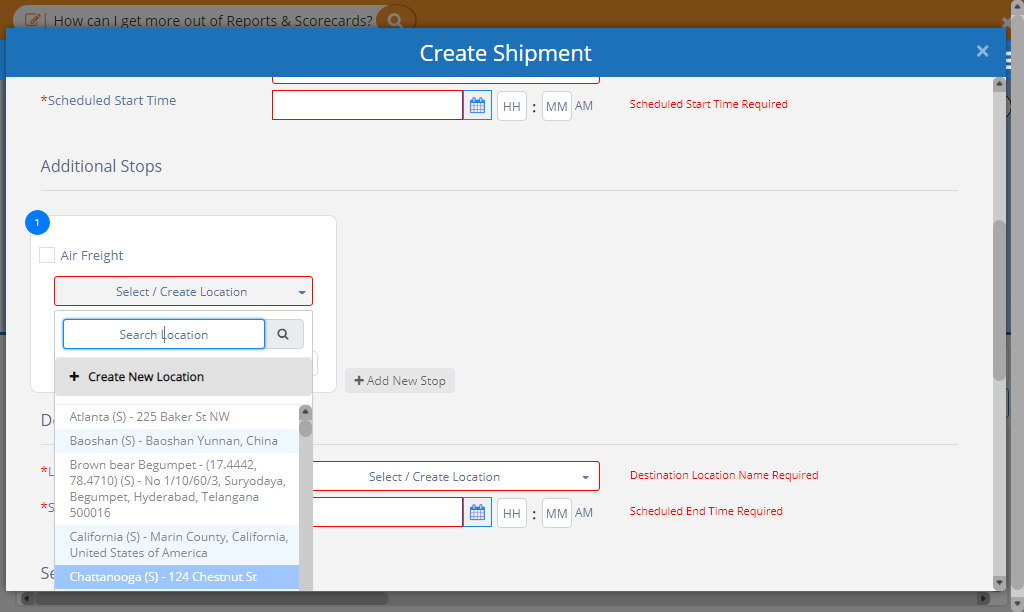 How can I get more out of Reports & Scorecards?
Create Shipment
×
*Scheduled Start Time
HH : MM AM
Scheduled Start Time Required
Additional Stops
1
Air Freight
Select / Create Location
Search Location
+ Create New Location
+ Add New Stop
Atlanta (S) - 225 Baker St NW
Baoshan (S) - Baoshan Yunnan, China
Brown bear Begumpet - (17.4442,
78.4710) (S) - No 1/10/60/3, Suryodaya,
Begumpet, Hyderabad, Telangana
500016
California (S) - Marin County, California,
United States of America
Chattanooga (S) - 124 Chestnut St
*L
Select / Create Location
Destination Location Name Required
*S
HH : MM AM
Scheduled End Time Required
Se